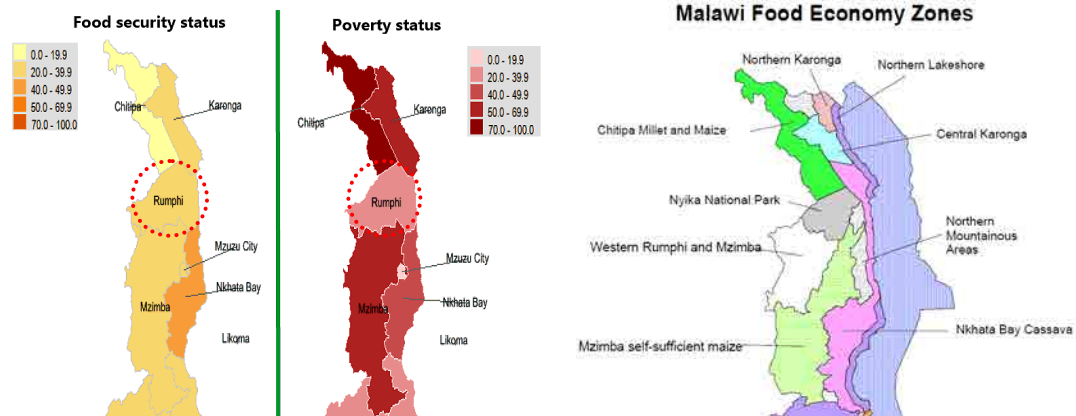 Food security status
0.0 - 19.9
20.0 - 39.9
40.0 - 49.9
50.0 - 69.9
70.0 - 100.0
Chitipa
Karonga
Rumphi
Mzuzu City
Nkhata Bay
Mzimba
Likoma
Poverty status
0.0 - 19.9
20.0 - 39.9
40.0 - 49.9
50.0 - 69.9
70.0 - 100.0
Karonga
Chitipa
Rumphi
Mzuzu City
Nkhata Bay
Mzimba
Likoma
Malawi Food Economy Zones
Northern Karonga
Northern Lakeshore
Chitipa Millet and Maize
Central Karonga
Nyika National Park
Northern
Mountainous
Areas
Western Rumphi and Mzimba
Nkhata Bay Cassava
Mzimba self-sufficient maize